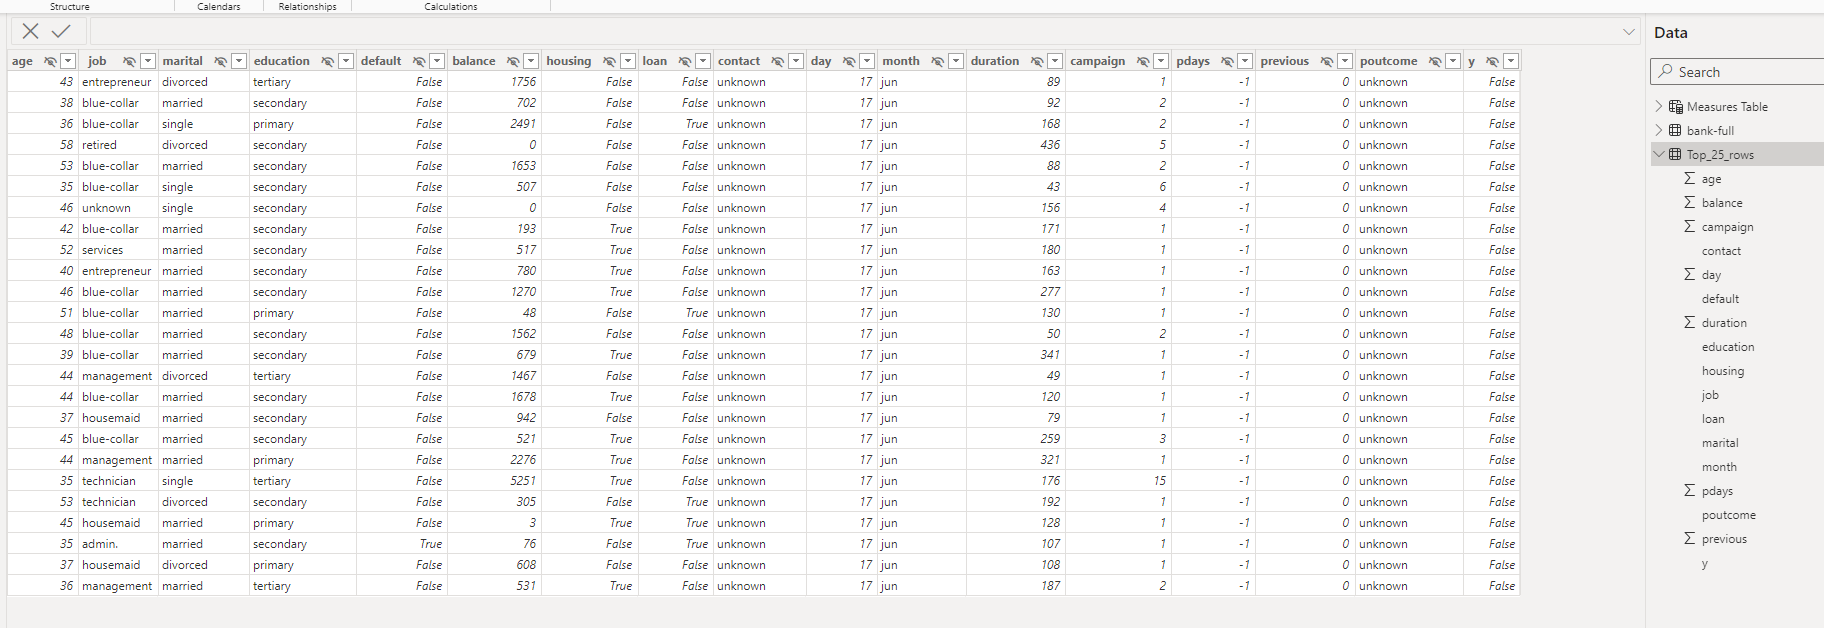 Structure Calendars Relationships Calculations
Data
age job marital education default balance housing loan contact day month duration campaign pdays previous poutcome y
Search
43 entrepreneur divorced tertiary False 1756 False False unknown 17 jun 89 1 -1 0 unknown False
38 blue-collar married secondary False 702 False False unknown 17 jun 92 2 -1 0 unknown False
36 blue-collar single primary False 2491 False True unknown 17 jun 168 2 -1 0 unknown False
58 retired divorced secondary False 0 False False unknown 17 jun 436 5 -1 0 unknown False
53 blue-collar married secondary False 1653 False False unknown 17 jun 88 2 -1 0 unknown False
35 blue-collar single secondary False 507 False False unknown 17 jun 43 6 -1 0 unknown False
46 unknown single secondary False 0 False False unknown 17 jun 156 4 -1 0 unknown False
42 blue-collar married secondary False 193 True False unknown 17 jun 171 1 -1 0 unknown False
52 services married secondary False 517 True False unknown 17 jun 180 1 -1 0 unknown False
40 entrepreneur married secondary False 780 True False unknown 17 jun 163 1 -1 0 unknown False
46 blue-collar married secondary False 1270 True False unknown 17 jun 277 1 -1 0 unknown False
51 blue-collar married primary False 48 False True unknown 17 jun 130 1 -1 0 unknown False
48 blue-collar married secondary False 1562 False False unknown 17 jun 50 2 -1 0 unknown False
39 blue-collar married secondary False 679 True False unknown 17 jun 341 1 -1 0 unknown False
44 management divorced tertiary False 1467 False False unknown 17 jun 49 1 -1 0 unknown False
44 blue-collar married secondary False 1678 True False unknown 17 jun 120 1 -1 0 unknown False
37 housemaid married secondary False 942 False False unknown 17 jun 79 1 -1 0 unknown False
45 blue-collar married secondary False 521 True False unknown 17 jun 259 3 -1 0 unknown False
44 management married primary False 2276 True False unknown 17 jun 321 1 -1 0 unknown False
35 technician single tertiary False 5251 True False unknown 17 jun 176 15 -1 0 unknown False
53 technician divorced secondary False 305 False True unknown 17 jun 192 1 -1 0 unknown False
45 housemaid married primary False 3 True True unknown 17 jun 128 1 -1 0 unknown False
35 admin. married secondary True 76 False True unknown 17 jun 107 1 -1 0 unknown False
37 housemaid divorced primary False 608 False False unknown 17 jun 108 1 -1 0 unknown False
36 management married tertiary False 531 True False unknown 17 jun 187 2 -1 0 unknown False
Measures Table
bank-full
Top_25_rows
age
balance
campaign
contact
day
default
duration
education
housing
job
loan
marital
month
pdays
poutcome
previous
y